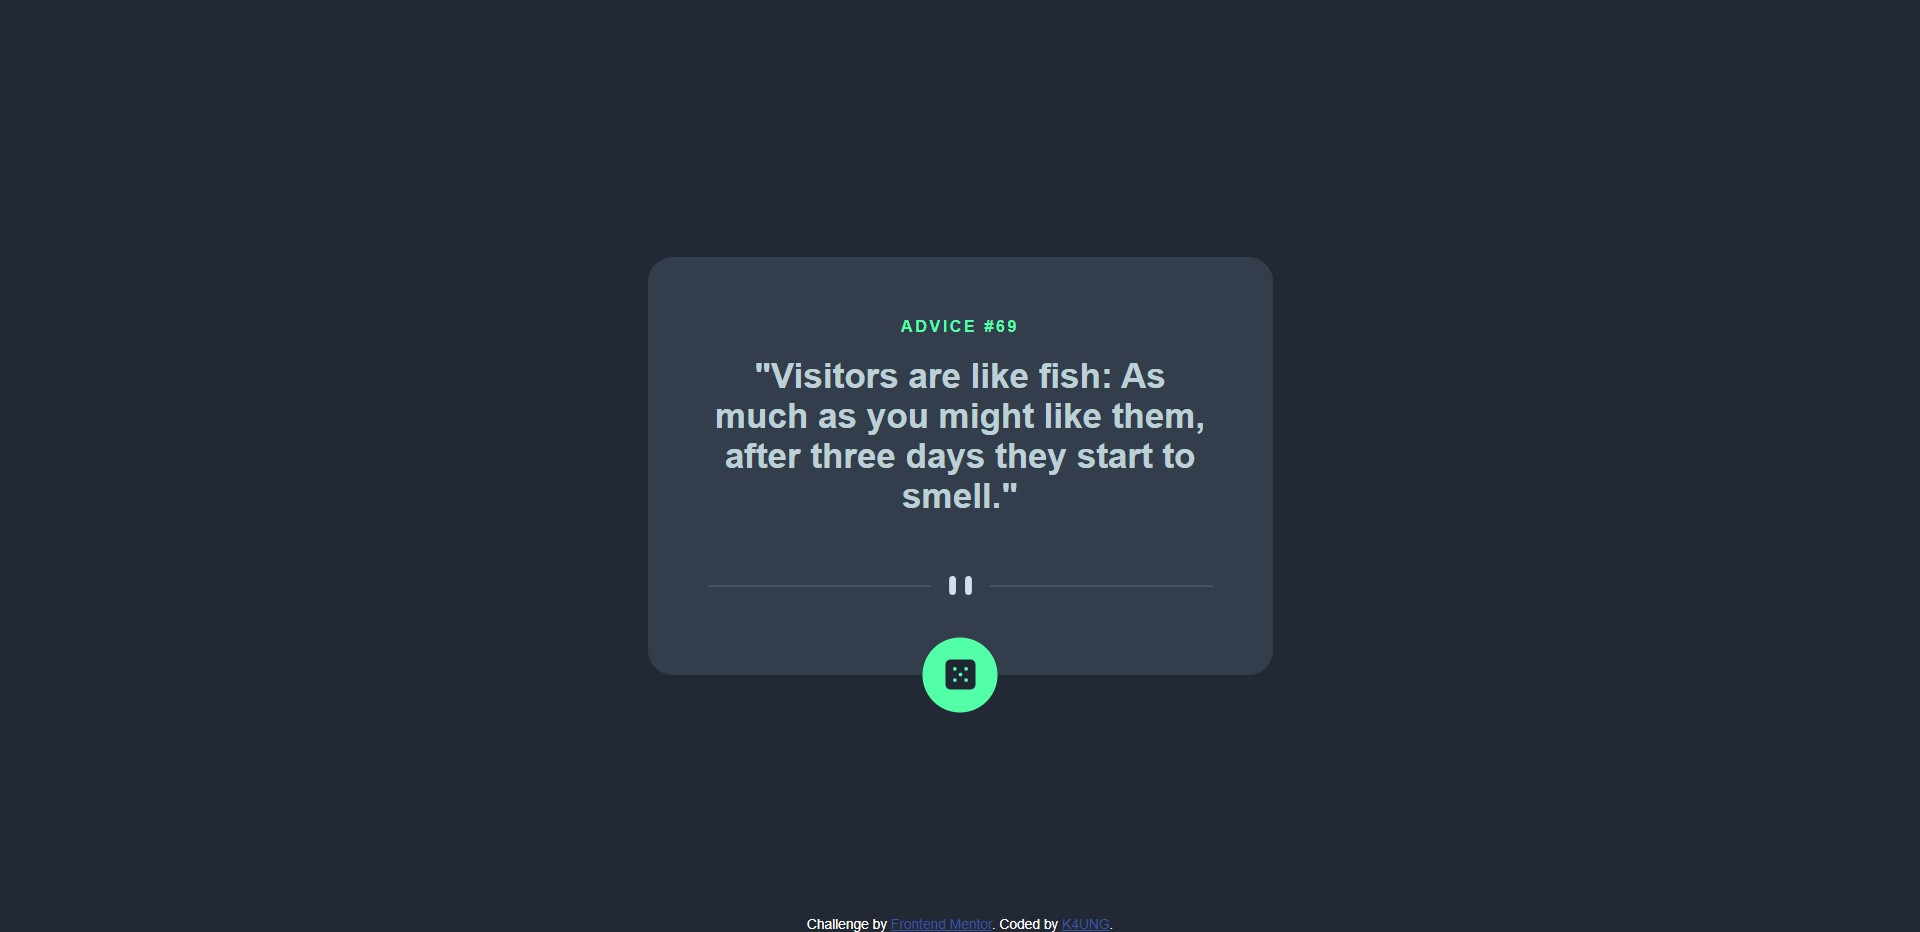 ADVICE #69
"Visitors are like fish: As
much as you might like them,
after three days they start to
smell."
Challenge by Frontend Mentor. Coded by K4UNG.